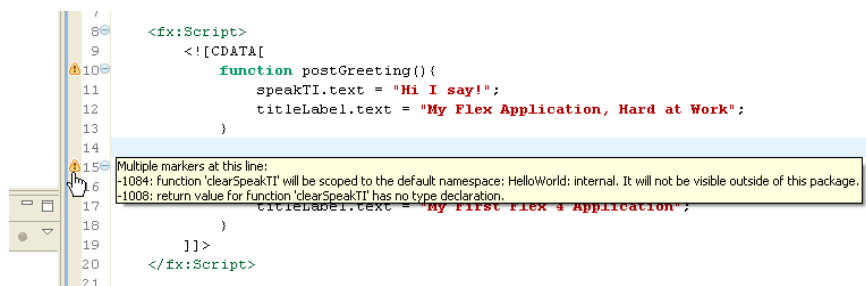 8 <fx:Script>
9 <![CDATA[
10 function postGreeting(){
11 speakTI.text = "Hi I say!";
12 titleLabel.text = "My Flex Application, Hard at Work";
13 }
14
15 Multiple markers at this line:
-1084: function 'clearSpeakTI' will be scoped to the default namespace: HelloWorld: internal. It will not be visible outside of this package.
16 -1008: return value for function 'clearSpeakTI' has no type declaration.
17 titleLabel.text = "My First Flex 4 Application";
18 }
19 ]]>
20 </fx:Script>
21